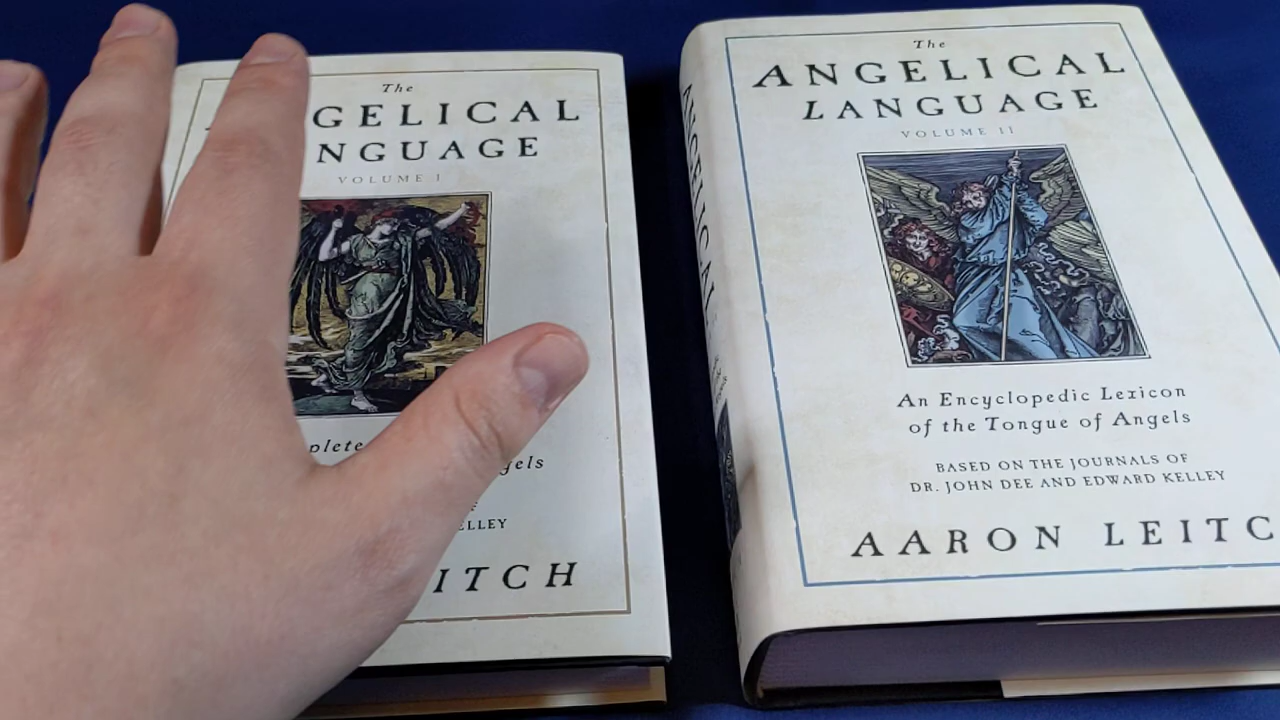 The
NGELICAL
NGUAGE
VOLUME I
plete
gels
ELLEY
ITCH
The
ANGELICAL
LANGUAGE
VOLUME II
An Encyclopedic Lexicon
of the Tongue of Angels
BASED ON THE JOURNALS OF
DR. JOHN DEE AND EDWARD KELLEY
AARON LEITC
ANGELICAL